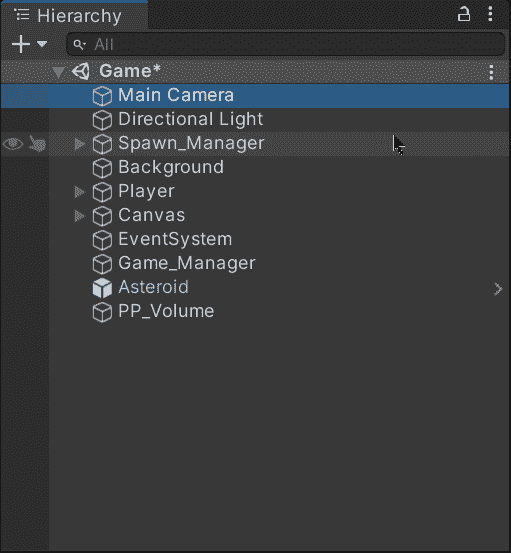 Hierarchy
All
Game*
Main Camera
Directional Light
Spawn_Manager
Background
Player
Canvas
EventSystem
Game_Manager
Asteroid
PP_Volume